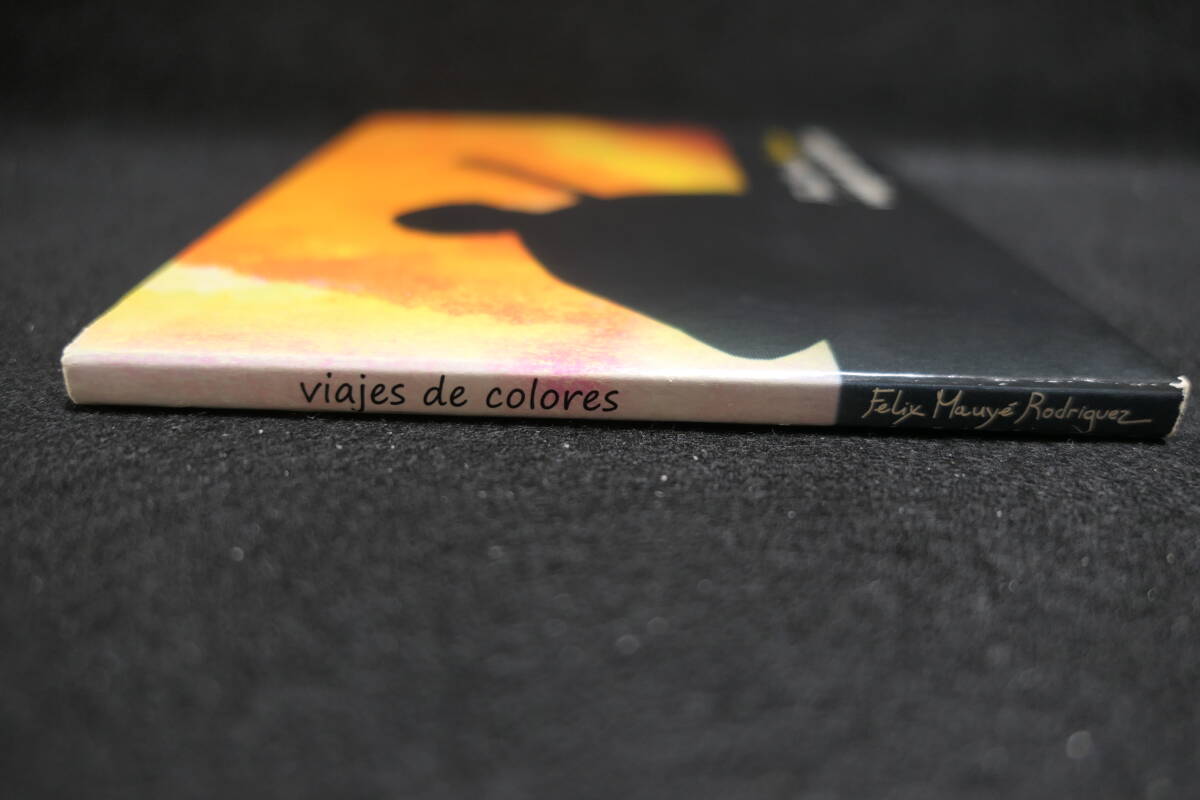 viajes de colores
Felix Mauyé Rodriguez